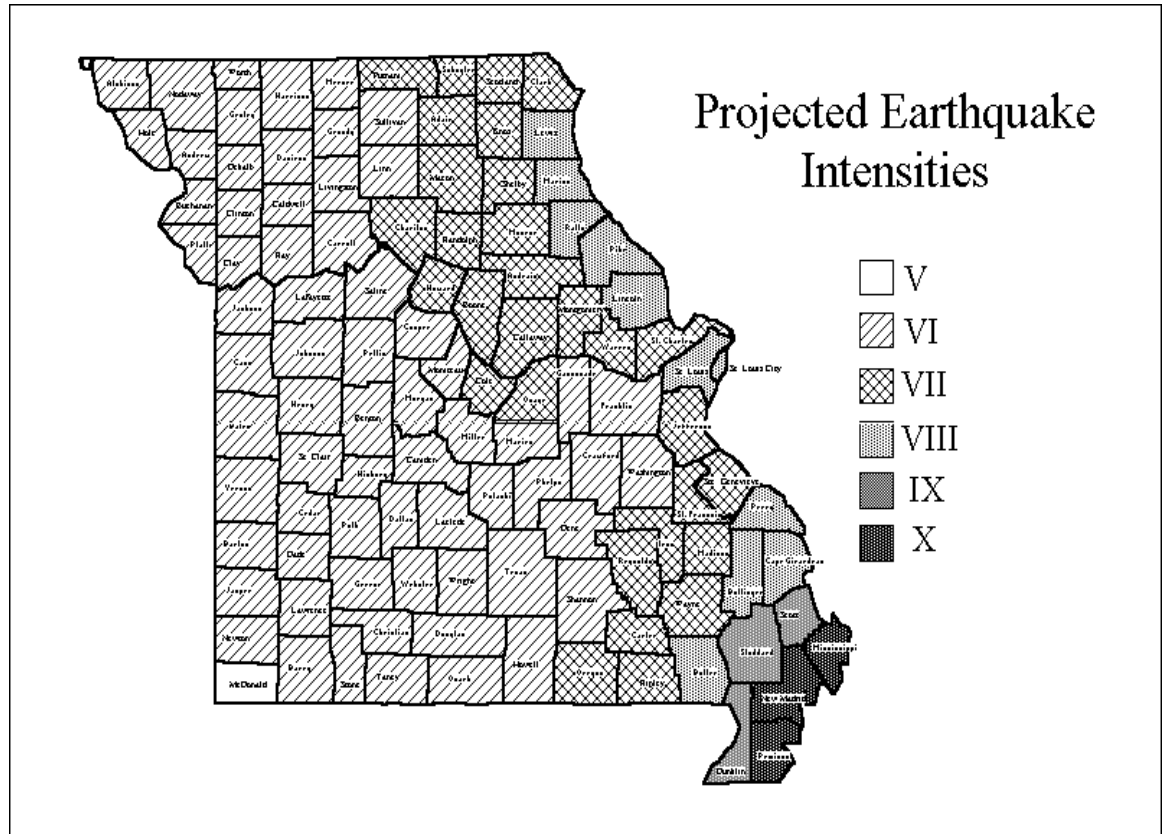 Projected Earthquake
Intensities
V
VI
VII
VIII
IX
X
Atchison
Nodaway
Worth
Gentry
Harrison
Mercer
Putnam
Schuyler
Scotland
Clark
Holt
Andrew
Dekalb
Daviess
Grundy
Sullivan
Adair
Knox
Lewis
Buchanan
Clinton
Caldwell
Livingston
Linn
Macon
Shelby
Marion
Platte
Clay
Ray
Carroll
Chariton
Randolph
Monroe
Ralls
Pike
Jackson
Lafayette
Saline
Howard
Boone
Audrain
Callaway
Montgomery
Lincoln
Warren
St. Charles
St. Louis
St. Louis City
Cass
Johnson
Pettis
Cooper
Moniteau
Cole
Osage
Gasconade
Franklin
Jefferson
Bates
Henry
Benton
Morgan
Miller
Maries
St. Clair
Hickory
Camden
Pulaski
Phelps
Crawford
Washington
Ste. Genevieve
St. Francois
Perry
Vernon
Cedar
Polk
Dallas
Laclede
Dent
Iron
Reynolds
Madison
Bollinger
Cape Girardeau
Barton
Dade
Greene
Webster
Wright
Texas
Shannon
Wayne
Jasper
Lawrence
Christian
Douglas
Carter
Stoddard
Scott
Mississippi
Newton
McDonald
Barry
Stone
Taney
Ozark
Howell
Oregon
Ripley
Butler
New Madrid
Pemiscot
Dunklin